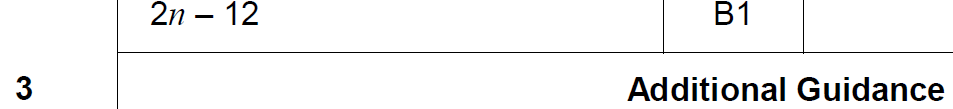 2n – 12 B1
3 Additional Guidance